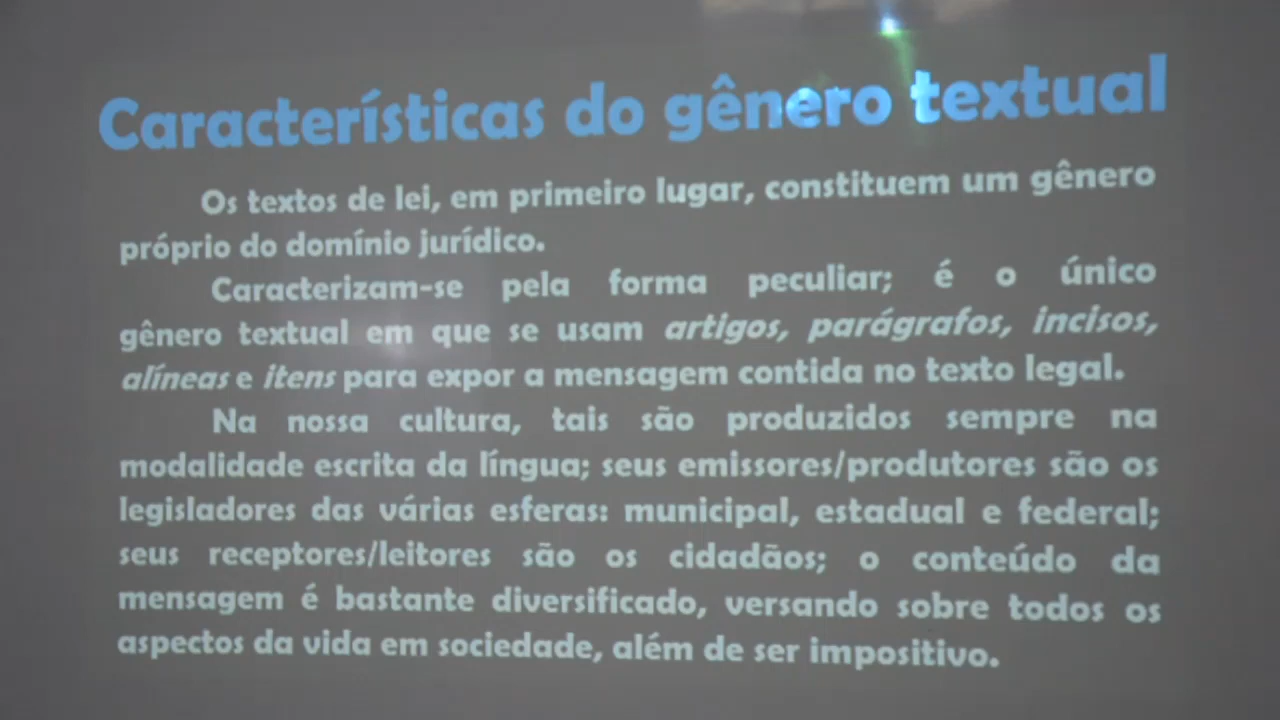 Características do gênero textual
Os textos de lei, em primeiro lugar, constituem um gênero
próprio do domínio jurídico.
Caracterizam-se pela forma peculiar; é o único
gênero textual em que se usam artigos, parágrafos, incisos,
alíneas e itens para expor a mensagem contida no texto legal.
Na nossa cultura, tais são produzidos sempre na
modalidade escrita da língua; seus emissores/produtores são os
legisladores das várias esferas: municipal, estadual e federal;
seus receptores/leitores são os cidadãos; o conteúdo da
mensagem é bastante diversificado, versando sobre todos os
aspectos da vida em sociedade, além de ser impositivo.